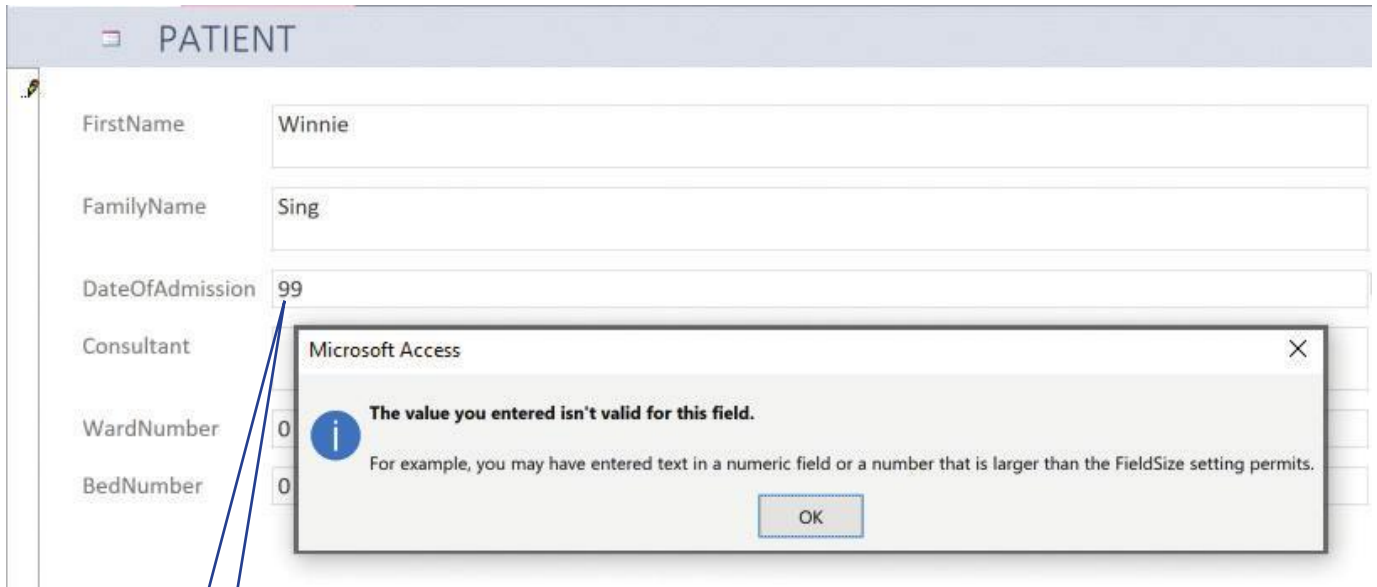 PATIENT
FirstName Winnie
FamilyName Sing
DateOfAdmission 99
Consultant
Microsoft Access
The value you entered isn't valid for this field.
For example, you may have entered text in a numeric field or a number that is larger than the FieldSize setting permits.
WardNumber 0
BedNumber 0
OK